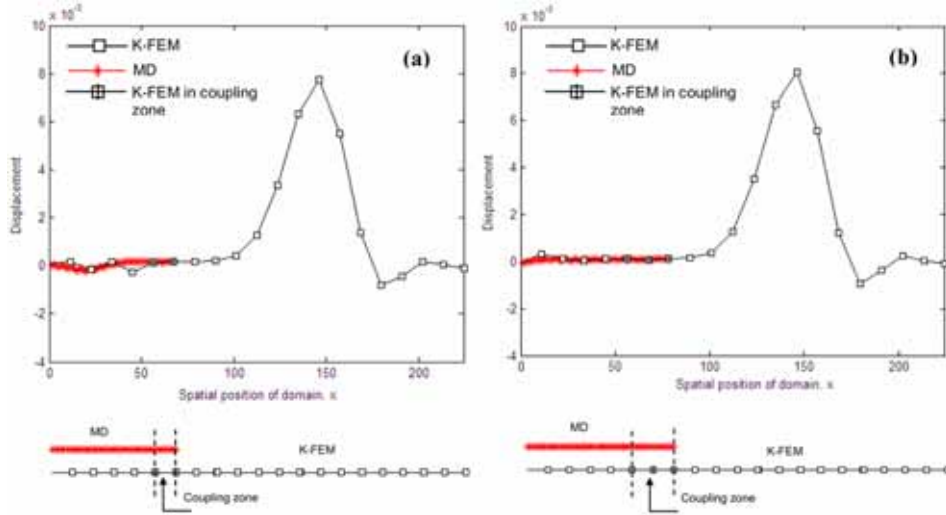 × 10⁻³
10
8
6
4
2
0
-2
-4
Displacement
K-FEM
MD
K-FEM in coupling
zone
(a)
0
50
100
150
200
Spatial position of domain. x
MD
K-FEM
Coupling zone
10
8
6
4
2
0
-2
-4
Displacement
K-FEM
MD
K-FEM in coupling
zone
(b)
0
50
100
150
200
Spatial position of domain. x
MD
K-FEM
Coupling zone